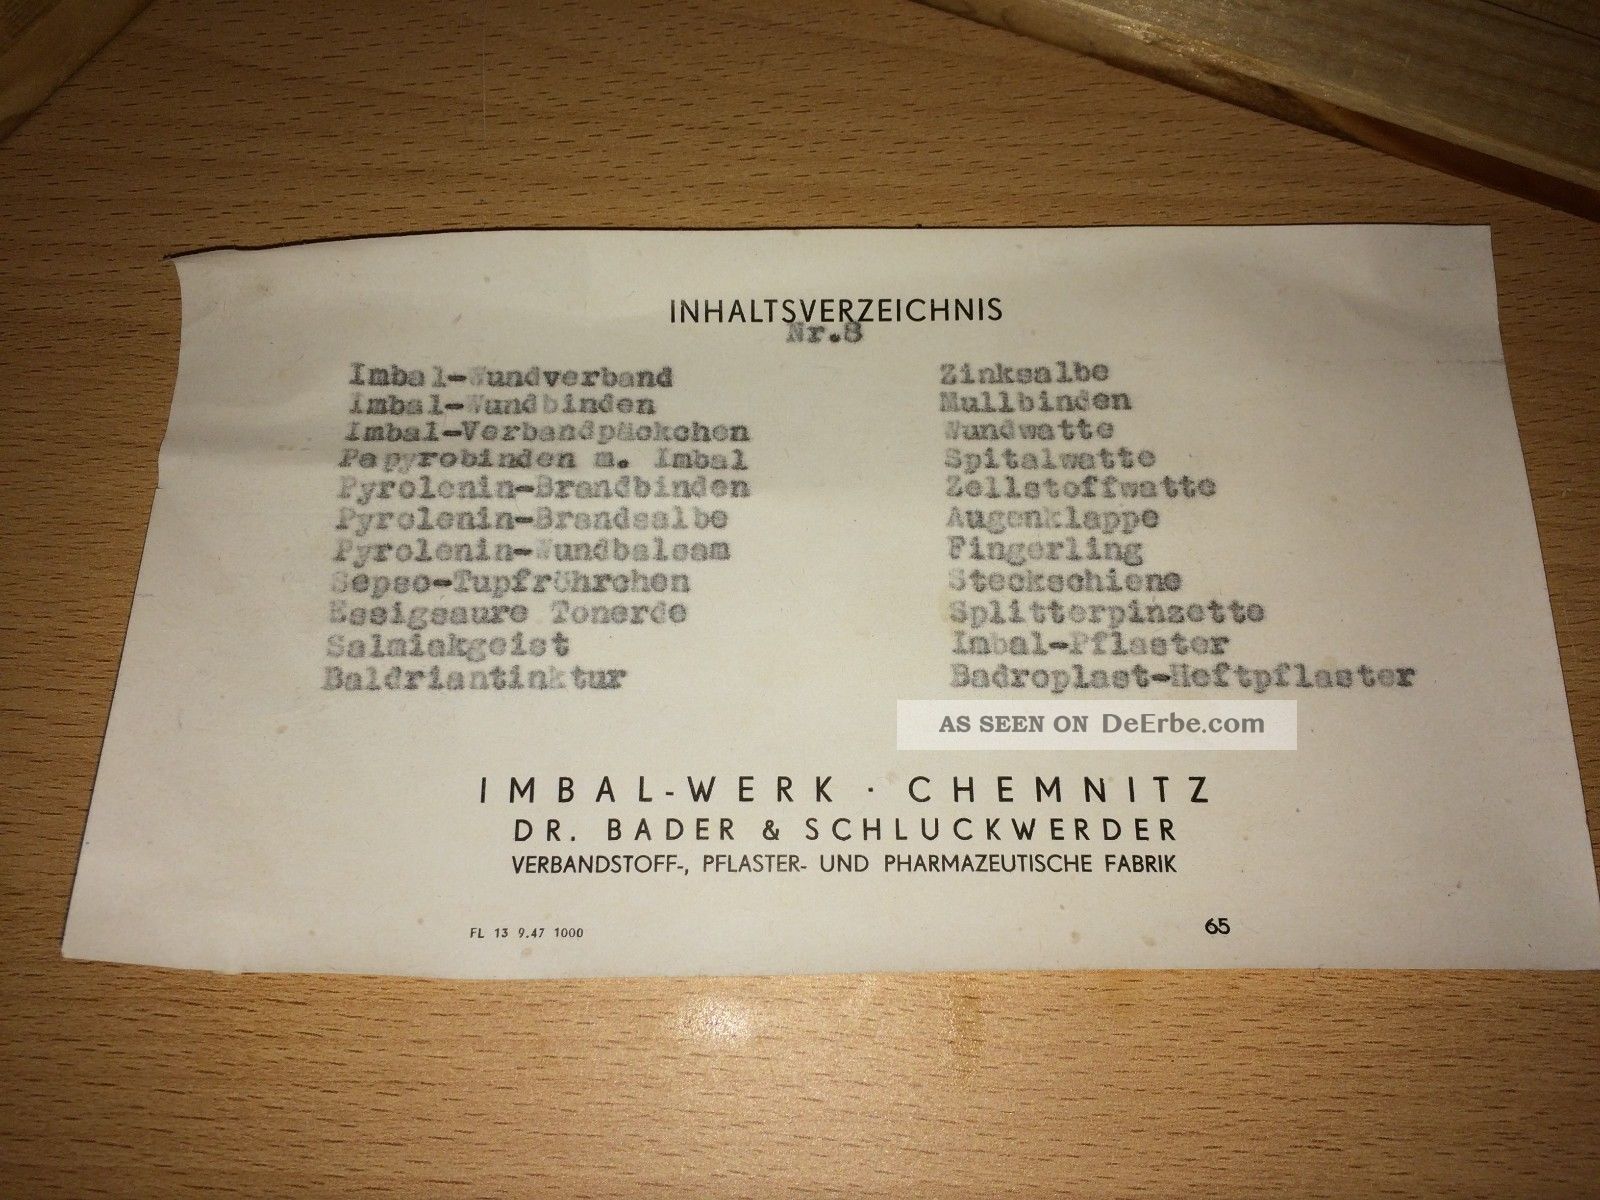 INHALTSVERZEICHNIS
Nr.8
Imbal-Wundverband
Imbal-Wundbinden
Imbal-Verbandpäckchen
Papyrobinden m. Imbal
Pyrolenin-Brandbinden
Pyrolenin-Brandsalbe
Pyrolenin-Wundbalsam
Sepso-Tupfröhrchen
Essigsaure Tonerde
Salmiakgeist
Baldriantinktur
Zinksalbe
Mullbinden
Wundwatte
Spitalwatte
Zellstoffwatte
Augenklappe
Fingerling
Steckschiene
Splitterpinzette
Imbal-Pflaster
Badroplast-Heftpflaster
AS SEEN ON DeErbe.com
IMBAL-WERK · CHEMNITZ
DR. BADER & SCHLUCKWERDER
VERBANDSTOFF-, PFLASTER- UND PHARMAZEUTISCHE FABRIK
FL 13 9.47 1000
65